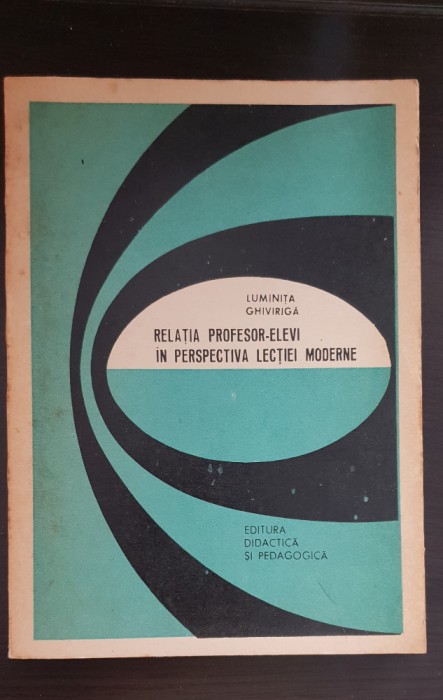 LUMINIȚA
GHIVIRIGĂ
RELAȚIA PROFESOR-ELEVI
ÎN PERSPECTIVA LECȚIEI MODERNE
EDITURA
DIDACTICĂ
ȘI PEDAGOGICĂ